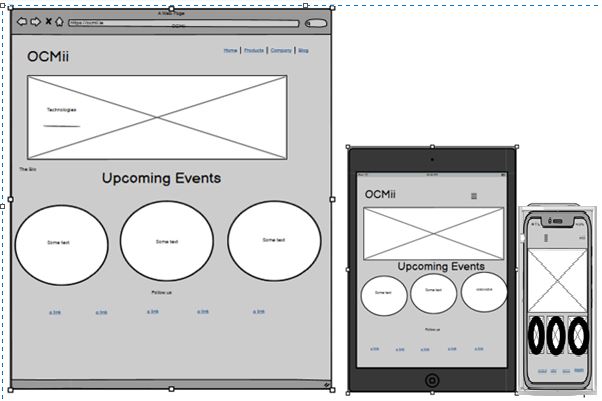 A Web Page
https://ocmii.ie
OCMii
OCMii
Home | Products | Company | Blog
Technologies
The Bio
Upcoming Events
Some text
Some text
Some text
Follow us
a link
a link
a link
a link
a link
OCMii
Upcoming Events
Some text
Some text
Follow us
a link
a link
a link
a link
a link